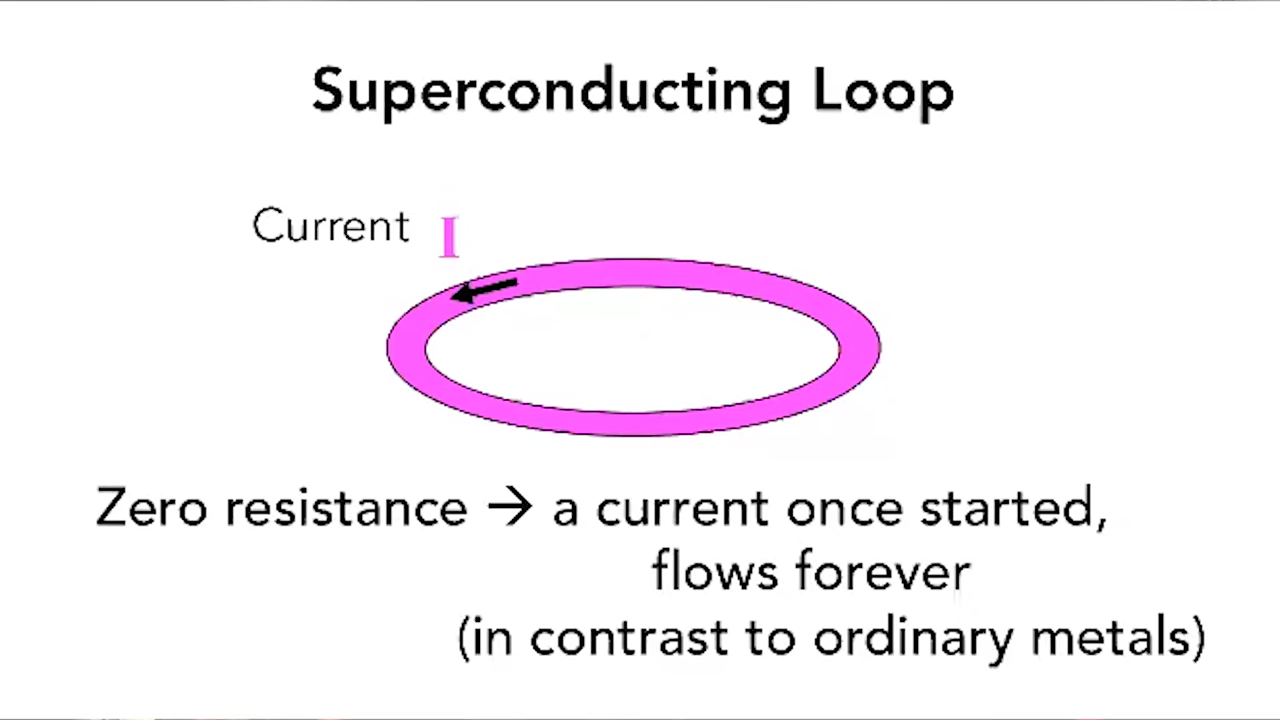 Superconducting Loop
Current I
Zero resistance → a current once started,
flows forever
(in contrast to ordinary metals)